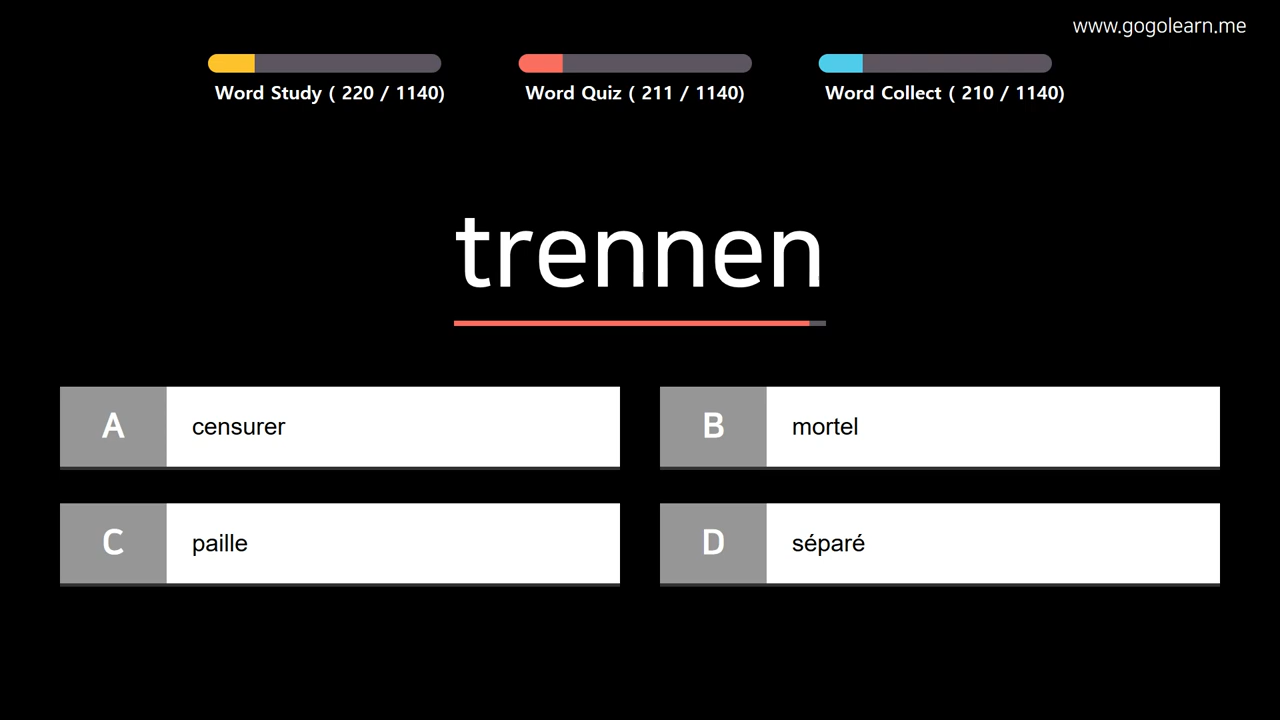 www.gogolearn.me
Word Study ( 220 / 1140)
Word Quiz ( 211 / 1140)
Word Collect ( 210 / 1140)
trennen
A censurer
B mortel
C paille
D séparé